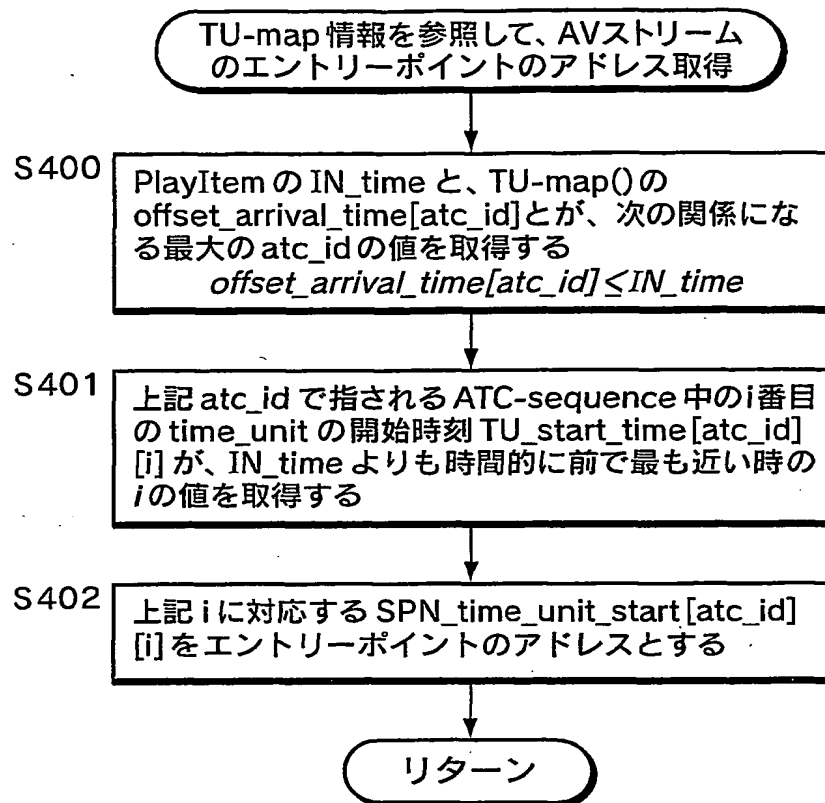 TU-map 情報を参照して、AVストリーム
のエントリーポイントのアドレス取得
S400
PlayItem の IN_time と、TU-map()の
offset_arrival_time[atc_id]とが、次の関係にな
る最大の atc_id の値を取得する
offset_arrival_time[atc_id]≦IN_time
S401
上記 atc_id で指される ATC-sequence 中の i 番目
の time_unit の開始時刻 TU_start_time[atc_id]
[i] が、IN_time よりも時間的に前で最も近い時の
i の値を取得する
S402
上記 i に対応する SPN_time_unit_start[atc_id]
[i] をエントリーポイントのアドレスとする
リターン